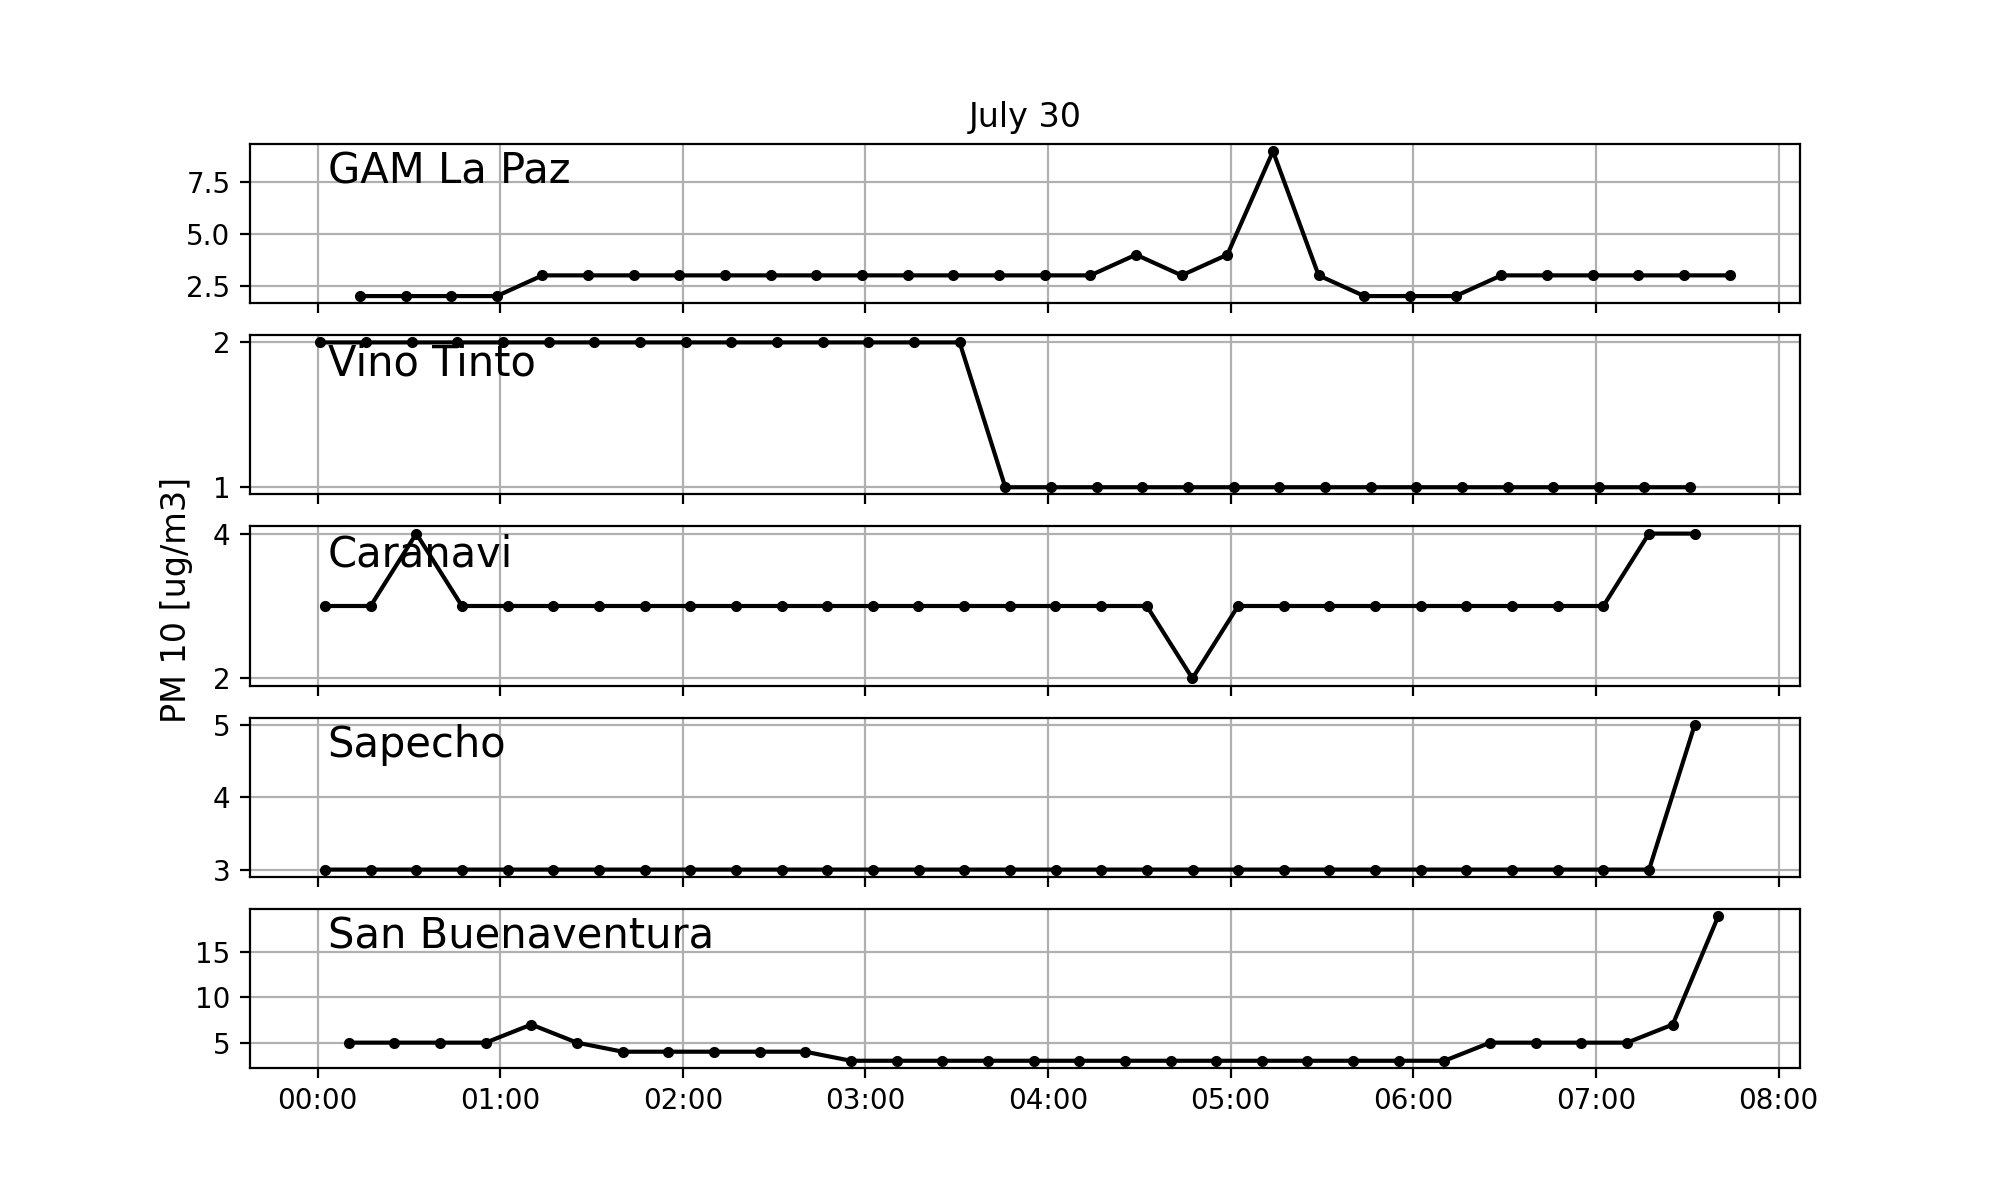 July 30
GAM La Paz
7.5
5.0
2.5
Vino Tinto
2
1
PM 10 [ug/m3]
Caranavi
4
2
Sapecho
5
4
3
San Buenaventura
15
10
5
00:00 01:00 02:00 03:00 04:00 05:00 06:00 07:00 08:00